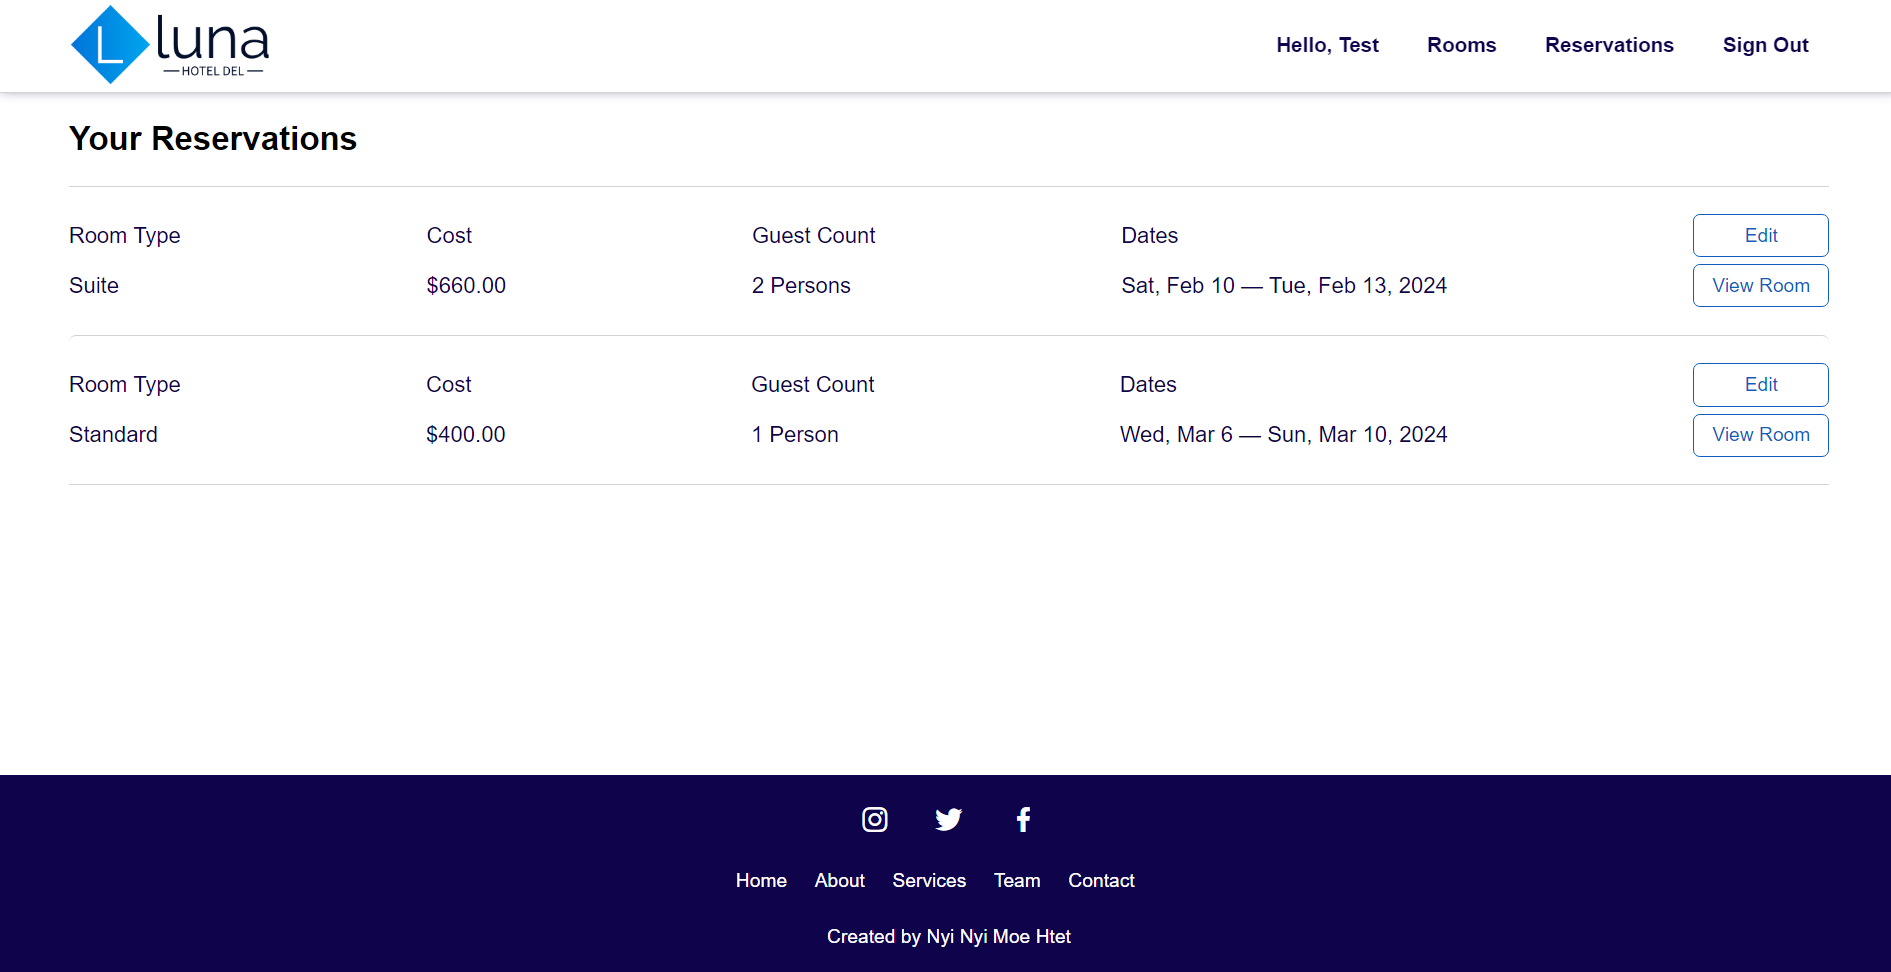 L luna
HOTEL DEL
Hello, Test Rooms Reservations Sign Out
Your Reservations
Room Type Cost Guest Count Dates Edit
Suite $660.00 2 Persons Sat, Feb 10 — Tue, Feb 13, 2024 View Room
Room Type Cost Guest Count Dates Edit
Standard $400.00 1 Person Wed, Mar 6 — Sun, Mar 10, 2024 View Room
Home About Services Team Contact
Created by Nyi Nyi Moe Htet